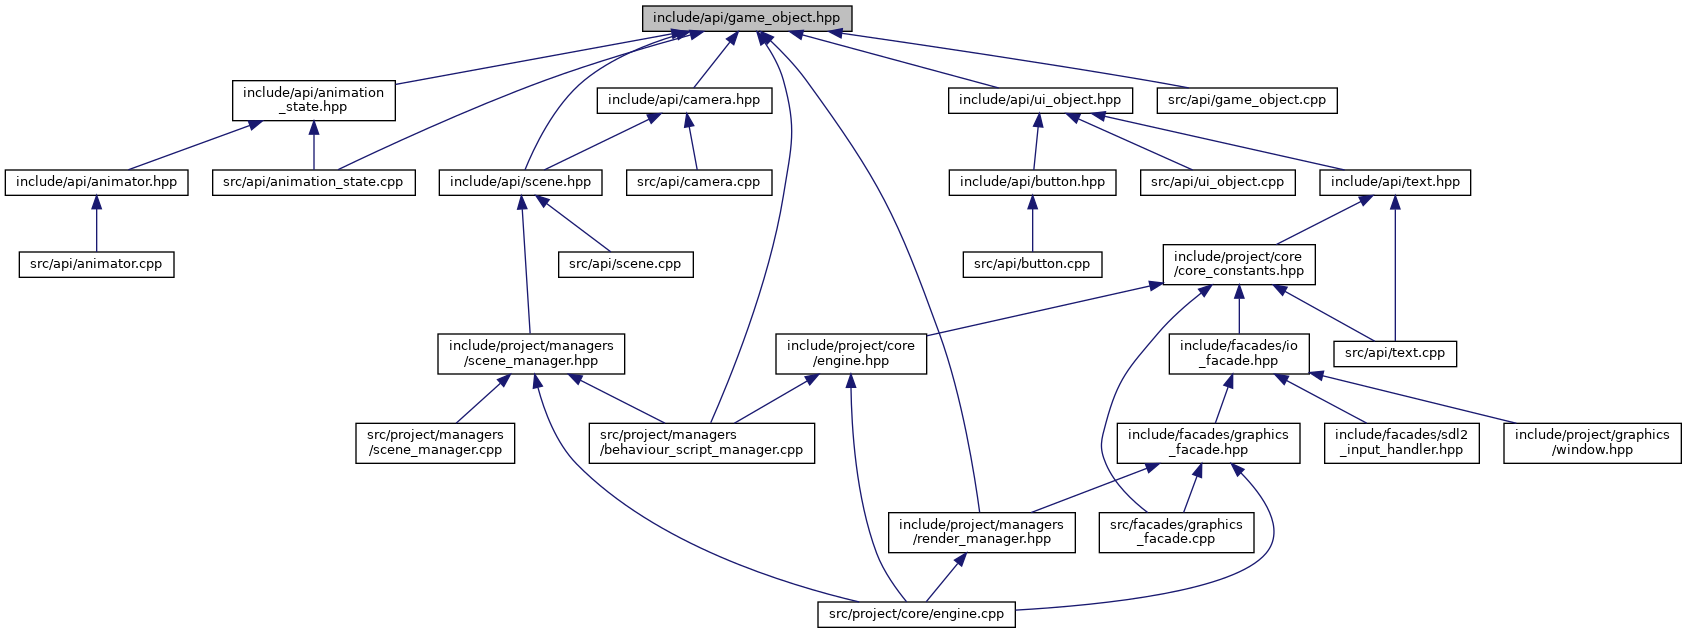 include/api/game_object.hpp
include/api/animation
_state.hpp
include/api/camera.hpp
include/api/ui_object.hpp
src/api/game_object.cpp
include/api/animator.hpp
src/api/animation_state.cpp
include/api/scene.hpp
src/api/camera.cpp
include/api/button.hpp
src/api/ui_object.cpp
include/api/text.hpp
src/api/animator.cpp
src/api/scene.cpp
src/api/button.cpp
include/project/core
/core_constants.hpp
include/project/managers
/scene_manager.hpp
include/project/core
/engine.hpp
include/facades/io
_facade.hpp
src/api/text.cpp
src/project/managers
/scene_manager.cpp
src/project/managers
/behaviour_script_manager.cpp
include/facades/graphics
_facade.hpp
include/facades/sdl2
_input_handler.hpp
include/project/graphics
/window.hpp
include/project/managers
/render_manager.hpp
src/facades/graphics
_facade.cpp
src/project/core/engine.cpp